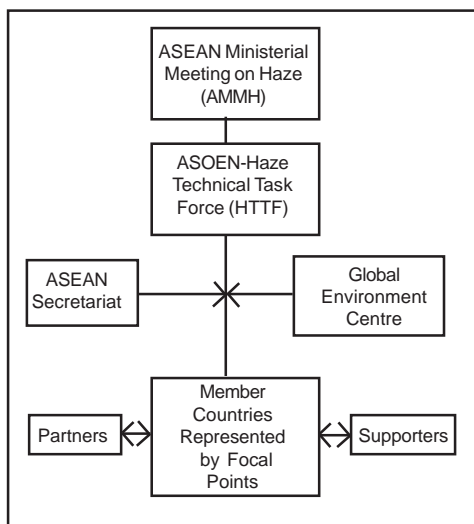 ASEAN Ministerial
Meeting on Haze
(AMMH)
ASOEN-Haze
Technical Task
Force (HTTF)
ASEAN
Secretariat
Global
Environment
Centre
Member
Countries
Represented
by Focal
Points
Partners
Supporters